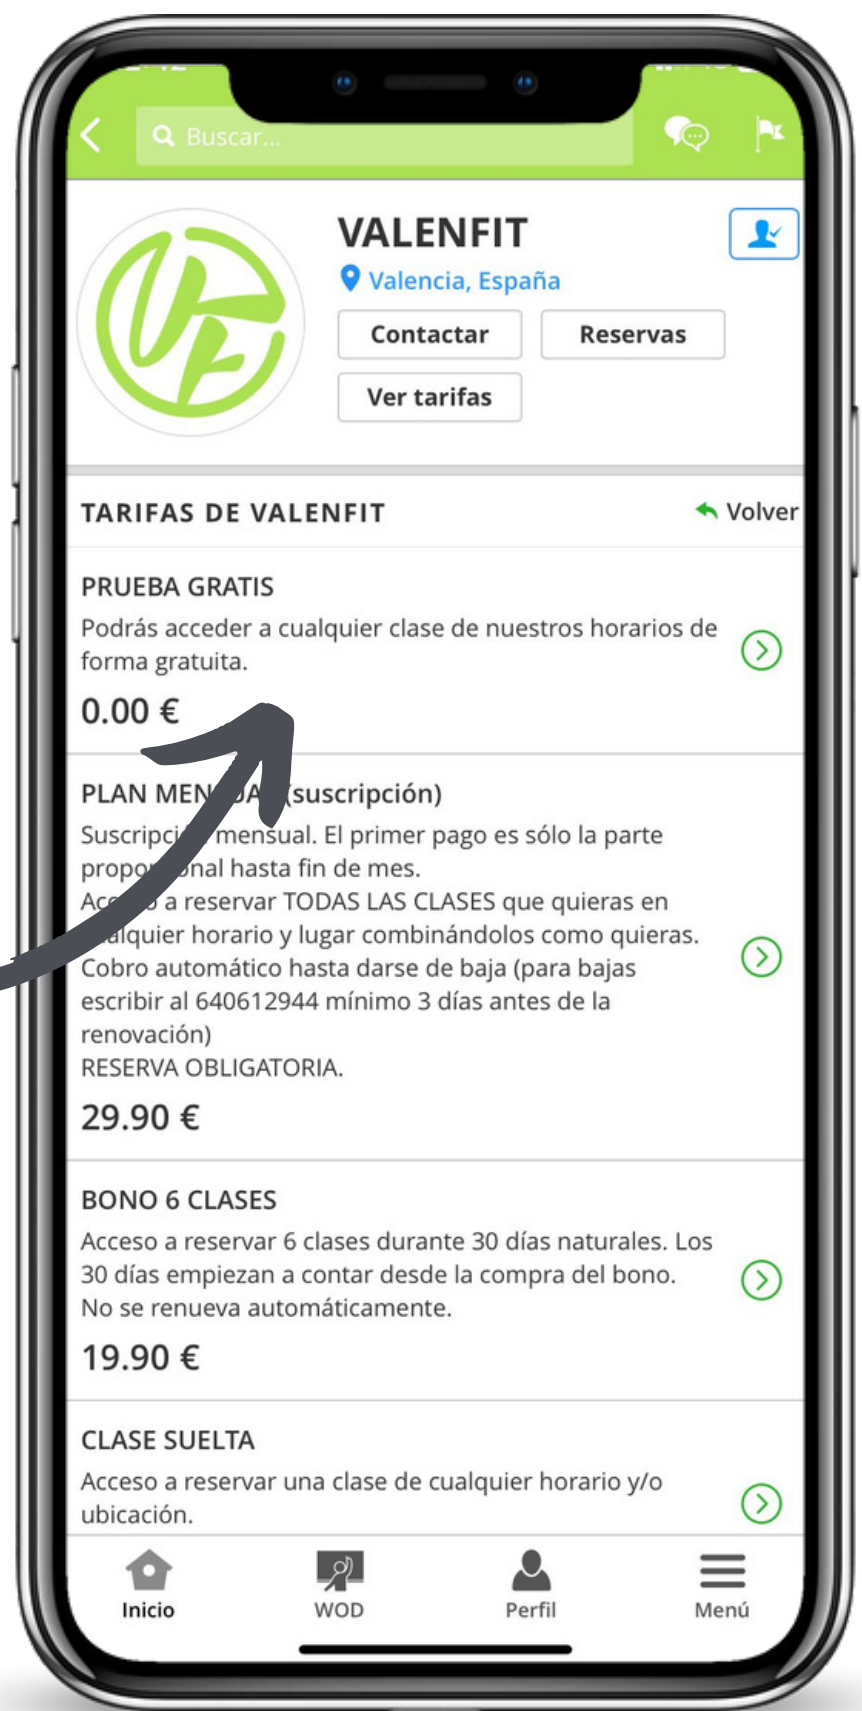 Buscar...
VALENFIT
Valencia, España
Contactar
Reservas
Ver tarifas
TARIFAS DE VALENFIT
Volver
PRUEBA GRATIS
Podrás acceder a cualquier clase de nuestros horarios de
forma gratuita.
0.00 €
PLAN (suscripción)
mensual. El primer pago es sólo la parte
hasta fin de mes.
a reservar TODAS LAS CLASES que quieras en
horario y lugar combinándolos como quieras.
Cobro automático hasta darse de baja (para bajas
escribir al 640612944 mínimo 3 días antes de la
renovación)
RESERVA OBLIGATORIA.
29.90 €
BONO 6 CLASES
Acceso a reservar 6 clases durante 30 días naturales. Los
30 días empiezan a contar desde la compra del bono.
No se renueva automáticamente.
19.90 €
CLASE SUELTA
Acceso a reservar una clase de cualquier horario y/o
ubicación.
Inicio
WOD
Perfil
Menú